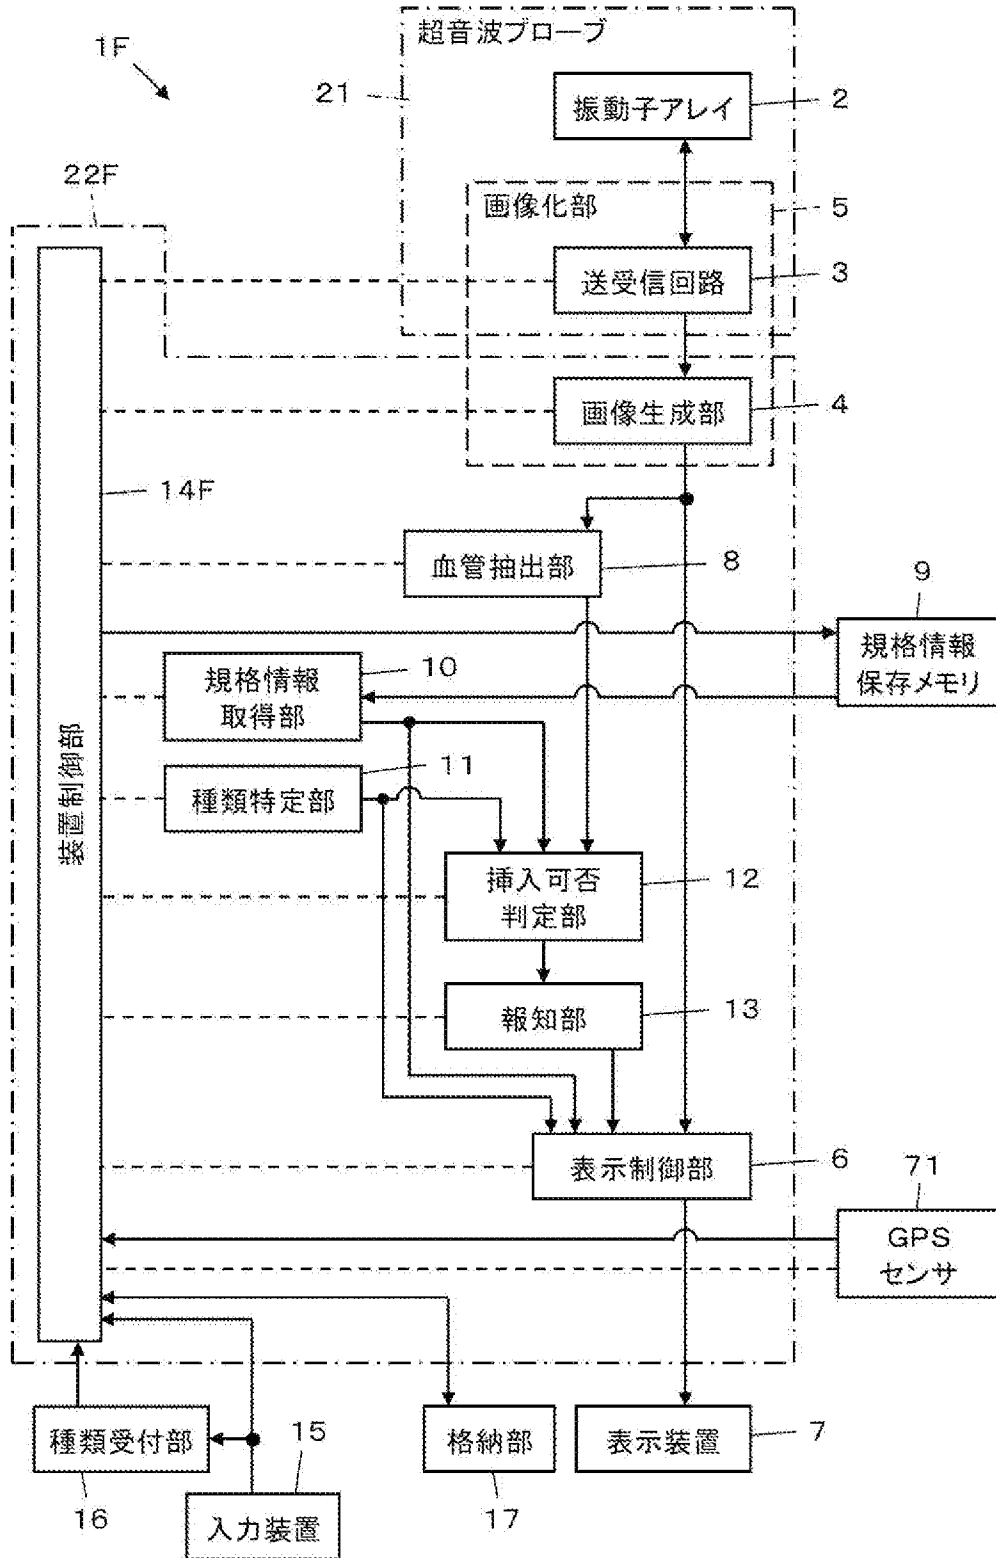 1F
超音波プローブ
21
振動子アレイ
2
22F
画像化部
5
送受信回路
3
画像生成部
4
14F
血管抽出部
8
9
規格情報
保存メモリ
10
規格情報
取得部
11
種類特定部
装置制御部
挿入可否
判定部
12
報知部
13
表示制御部
6
71
GPS
センサ
種類受付部
16
15
入力装置
格納部
17
表示装置
7